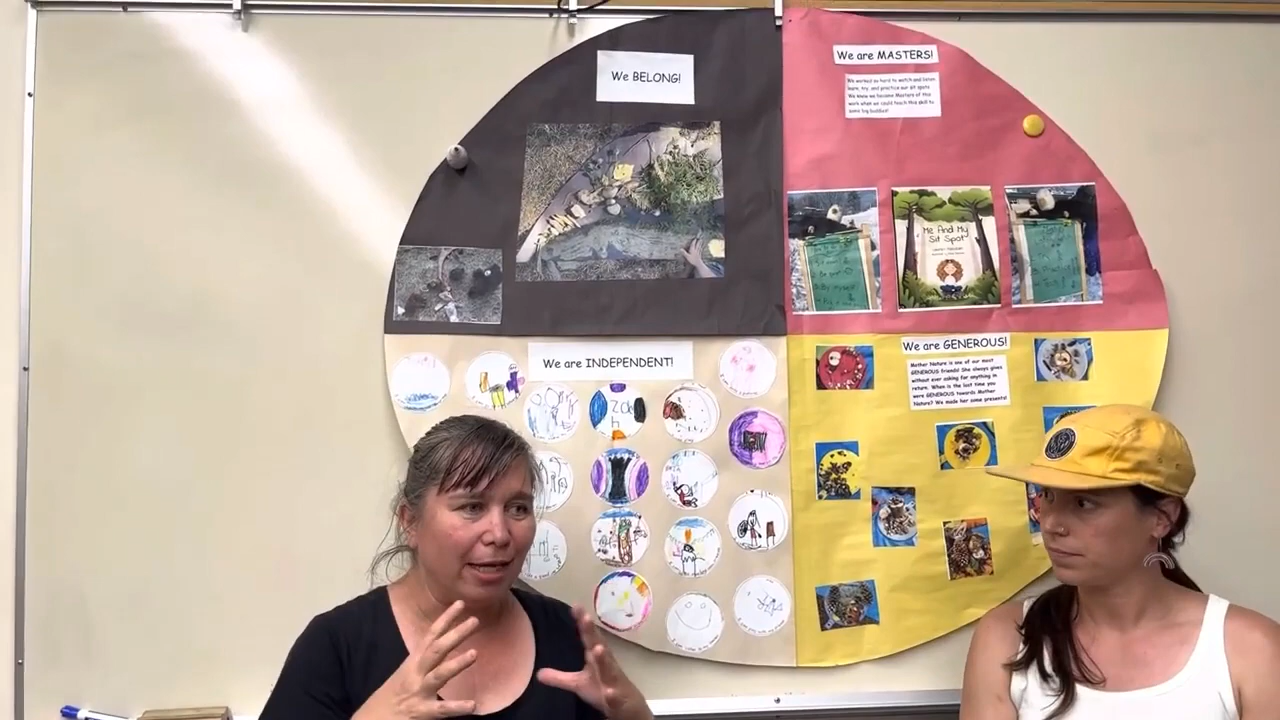 We BELONG!
We are MASTERS!
We worked so hard to watch and listen
learn, try, and practice our sit spots
We knew we became Masters of this
work when we could teach this skill to
some big buddies!
Me And My
Sit Spot
We are INDEPENDENT!
We are GENEROUS!
Mother Nature is one of our most
GENEROUS friends! She always gives
without ever asking for anything in
return. When is the last time you
were GENEROUS towards Mother
Nature? We made her some presents!